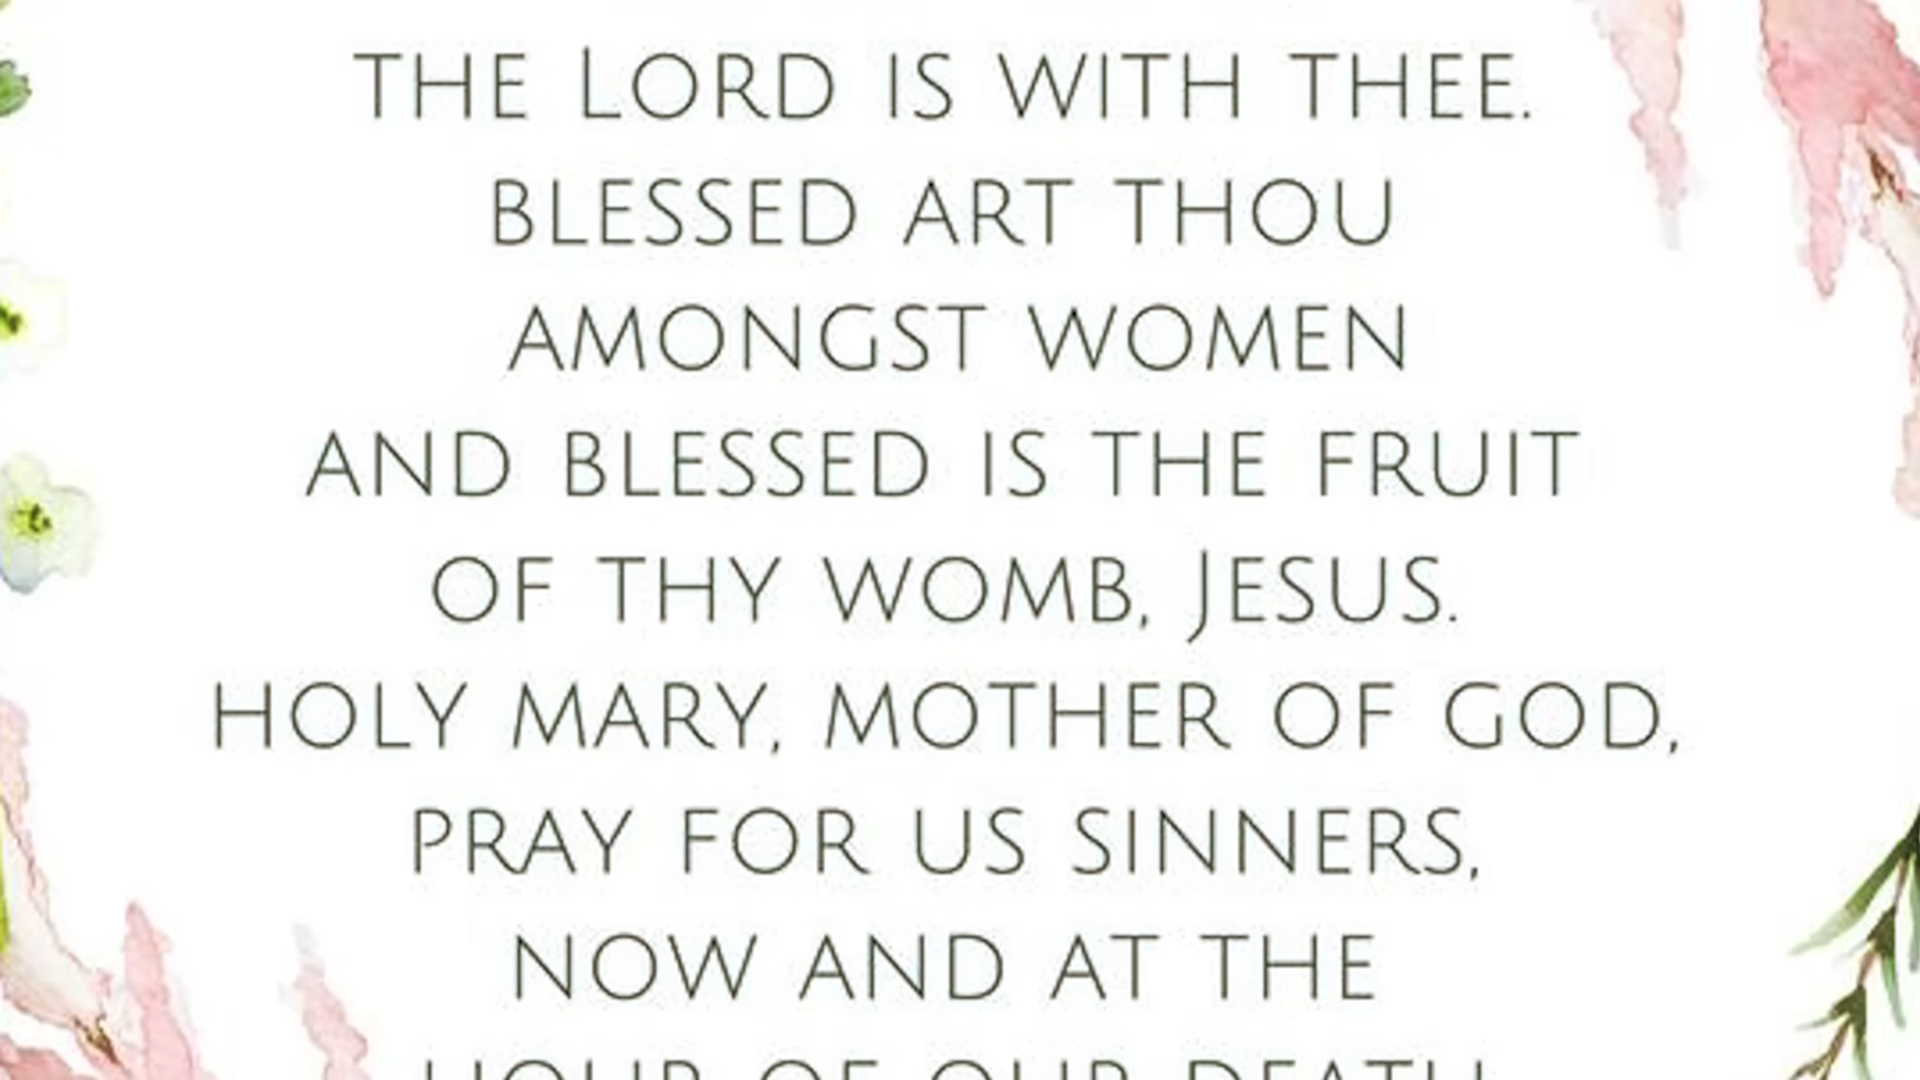 THE LORD IS WITH THEE.
BLESSED ART THOU
AMONGST WOMEN
AND BLESSED IS THE FRUIT
OF THY WOMB, JESUS.
HOLY MARY, MOTHER OF GOD,
PRAY FOR US SINNERS,
NOW AND AT THE
HOUR OF OUR DEATH